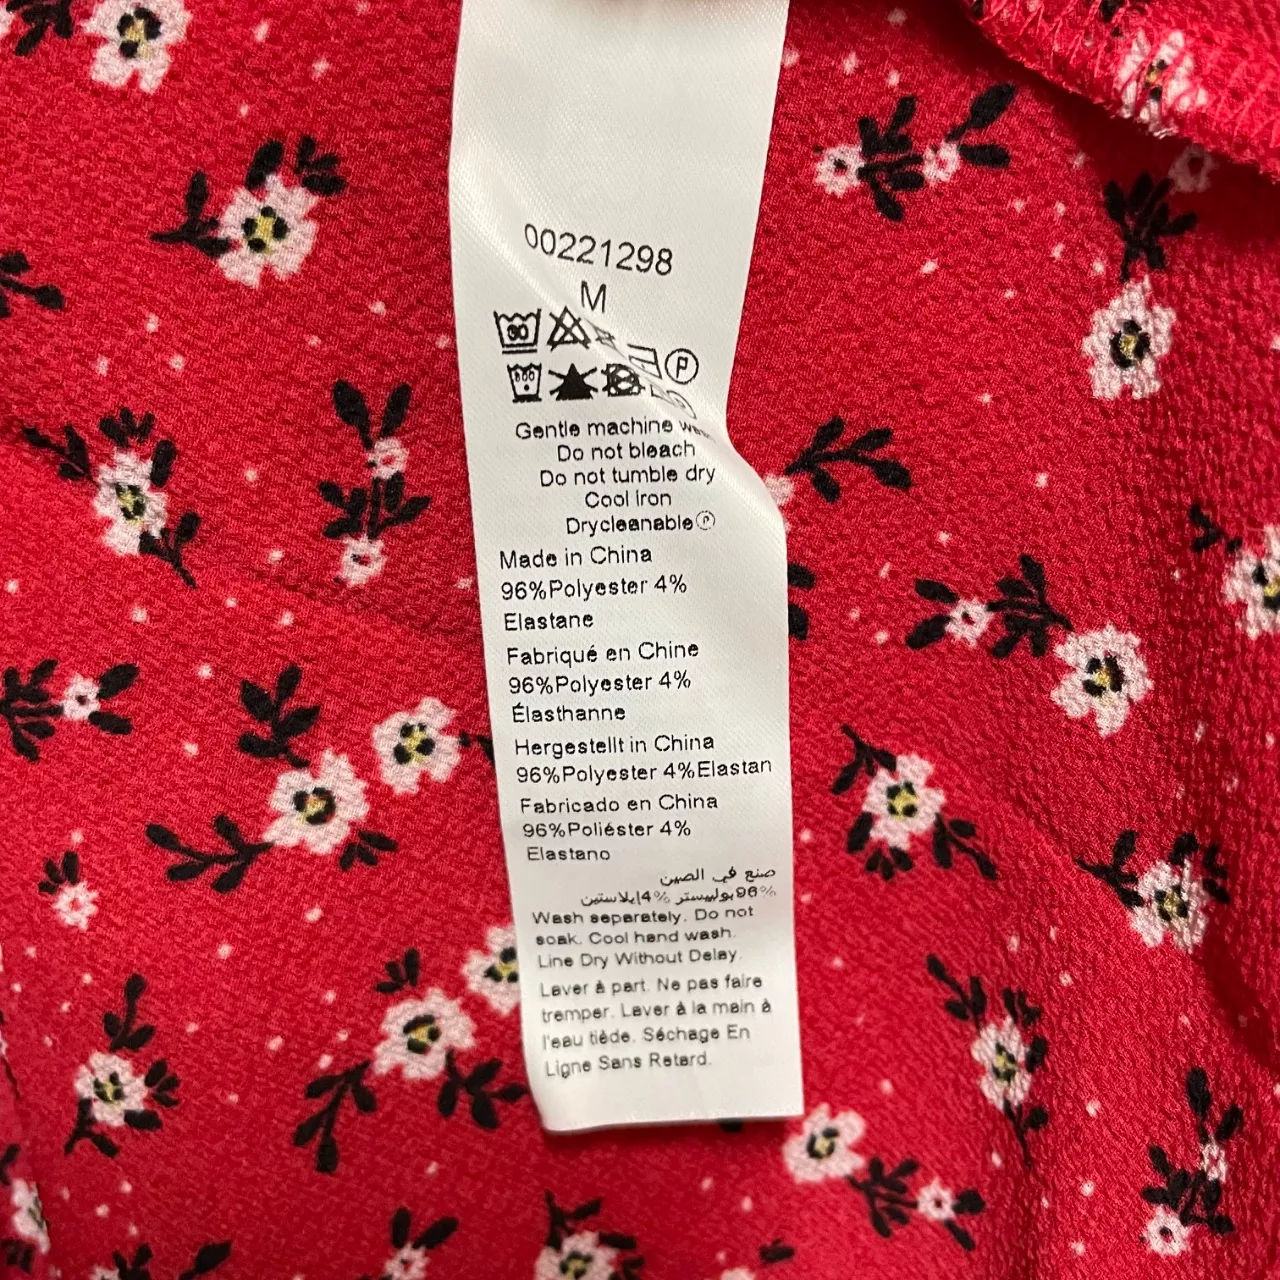 00221298
M
30
P
Gentle machine
Do not bleach
Do not tumble dry
Cool iron
Drycleanable Ⓟ
Made in China
96%Polyester 4%
Elastane
Fabriqué en Chine
96%Polyester 4%
Élasthanne
Hergestellt in China
96%Polyester 4%Elastan
Fabricado en China
96%Poliéster 4%
Elastano
صنع في الصين
96%بوليستر 4%إيلاستين
Wash separately. Do not
soak. Cool hand wash.
Line Dry Without Delay.
Laver à part. Ne pas faire
tremper. Laver à la main à
l'eau tiède. Séchage En
Ligne Sans Retard.